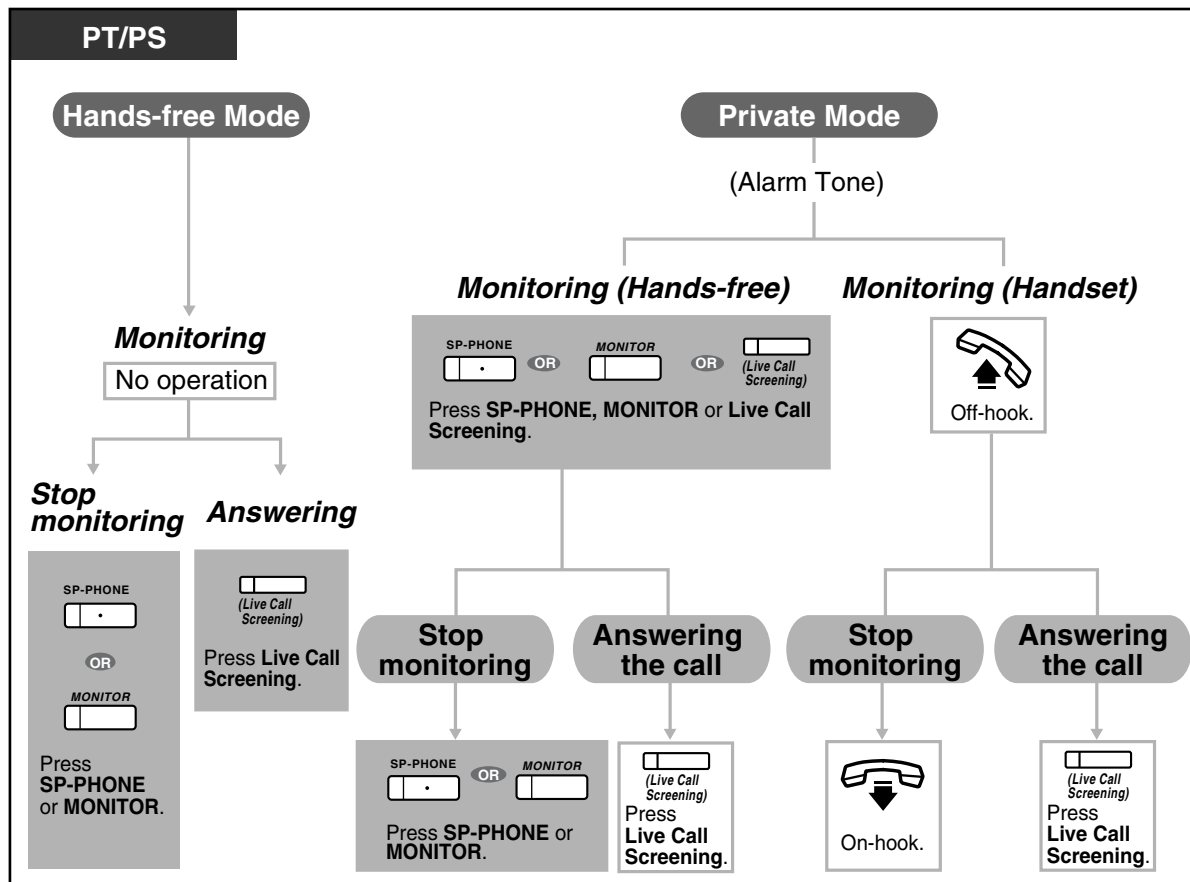 PT/PS
Hands-free Mode
Monitoring
No operation
Stop
monitoring
SP-PHONE
OR
MONITOR
Press
SP-PHONE
or MONITOR.
Answering
(Live Call
Screening)
Press Live Call
Screening.
Private Mode
(Alarm Tone)
Monitoring (Hands-free)
SP-PHONE OR MONITOR OR (Live Call
Screening)
Press SP-PHONE, MONITOR or Live Call
Screening.
Stop
monitoring
SP-PHONE OR MONITOR
Press SP-PHONE or
MONITOR.
Answering
the call
(Live Call
Screening)
Press
Live Call
Screening.
Monitoring (Handset)
Off-hook.
Stop
monitoring
On-hook.
Answering
the call
(Live Call
Screening)
Press
Live Call
Screening.